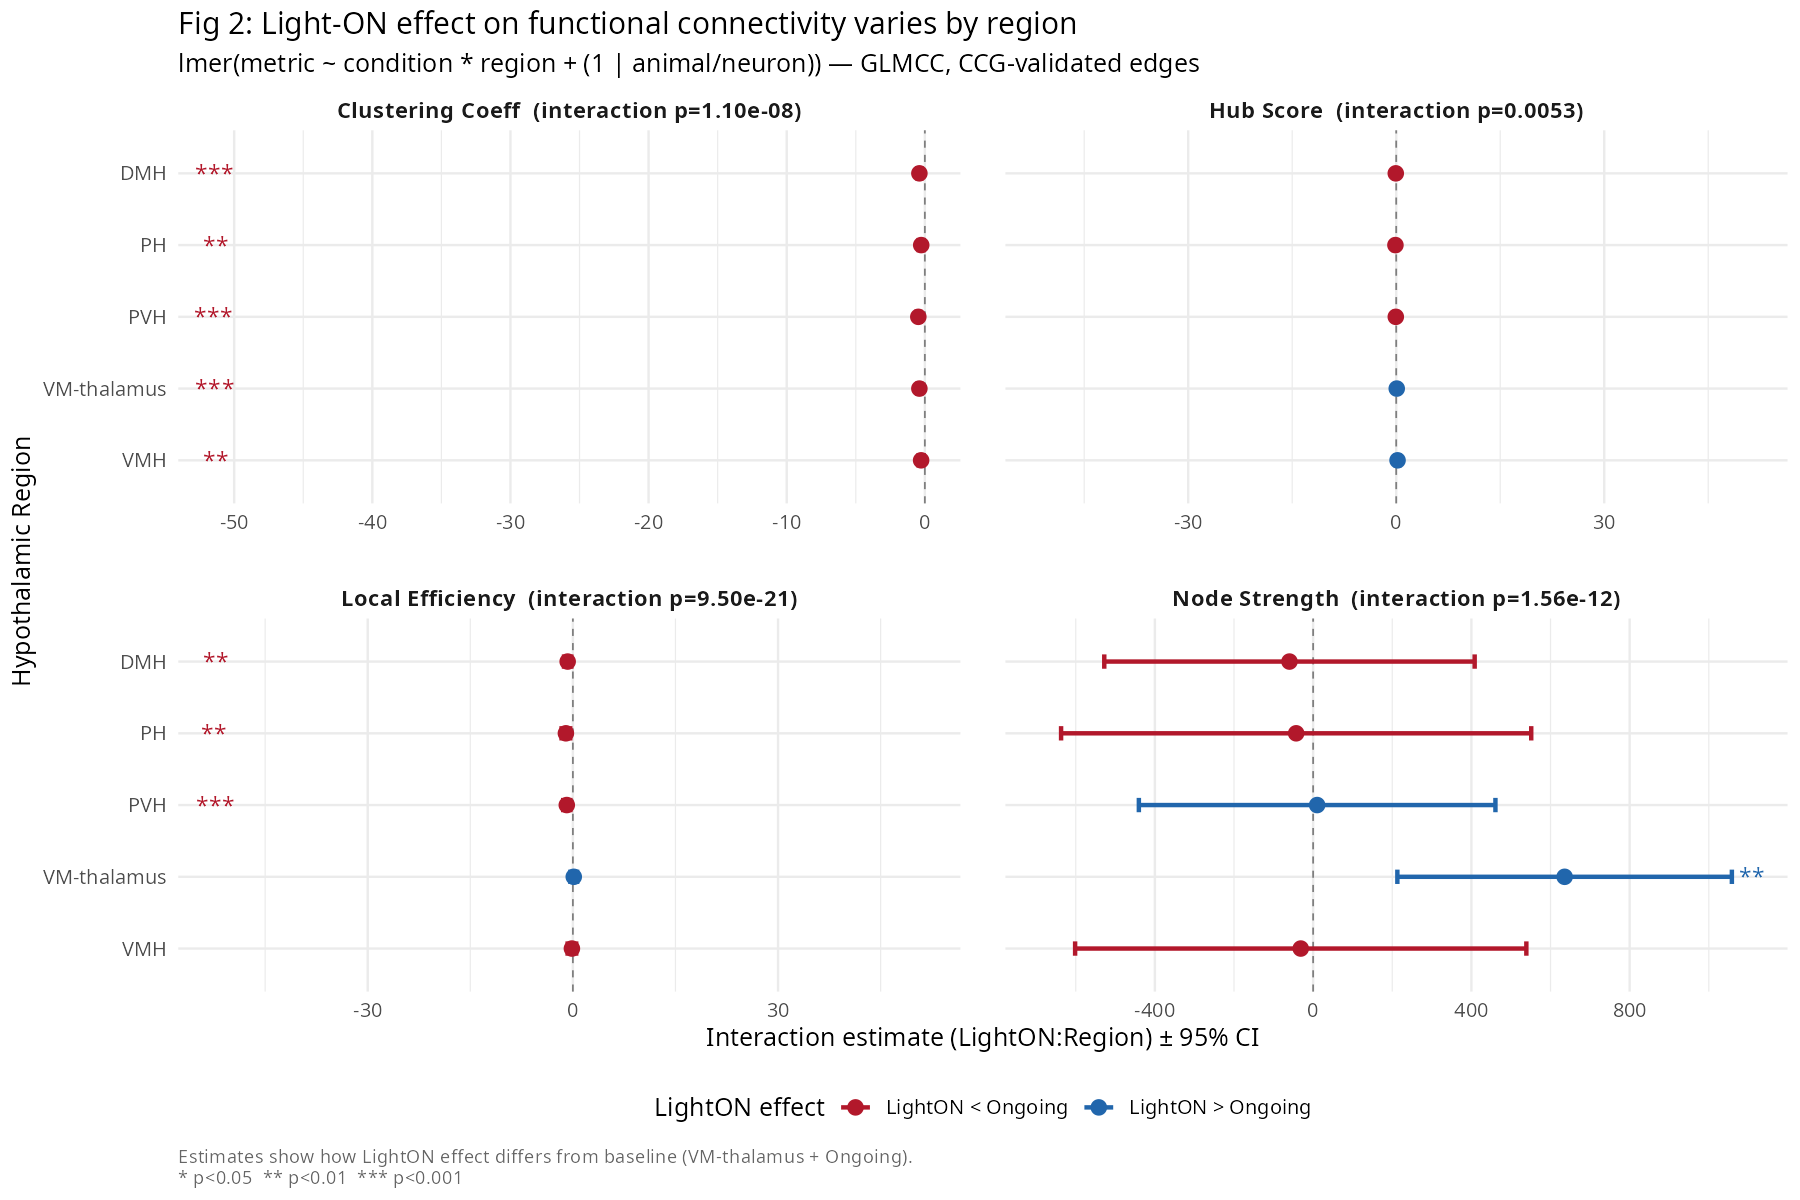 Fig 2: Light-ON effect on functional connectivity varies by region
lmer(metric ~ condition * region + (1 | animal/neuron)) — GLMCC, CCG-validated edges
Clustering Coeff (interaction p=1.10e-08)
DMH ***
PH **
PVH ***
VM-thalamus ***
VMH **
-50 -40 -30 -20 -10 0
Hub Score (interaction p=0.0053)
-30 0 30
Hypothalamic Region
Local Efficiency (interaction p=9.50e-21)
DMH **
PH **
PVH ***
VM-thalamus
VMH
-30 0 30
Node Strength (interaction p=1.56e-12)
**
-400 0 400 800
Interaction estimate (LightON:Region) ± 95% CI
LightON effect LightON < Ongoing LightON > Ongoing
Estimates show how LightON effect differs from baseline (VM-thalamus + Ongoing).
* p<0.05 ** p<0.01 *** p<0.001